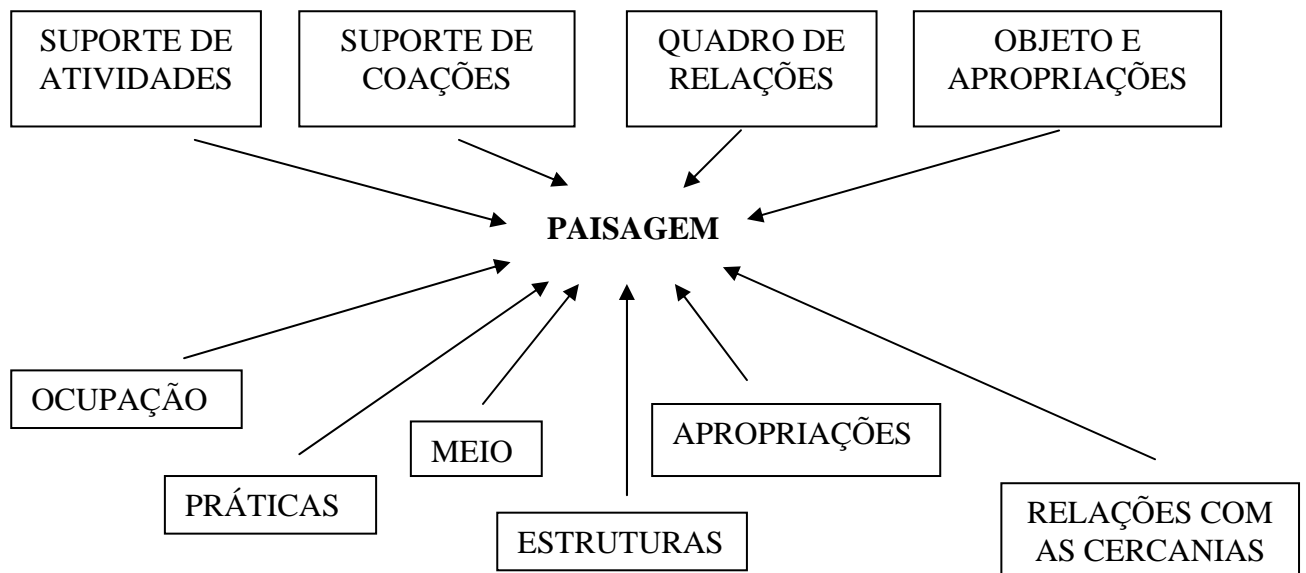 SUPORTE DE
ATIVIDADES
SUPORTE DE
COAÇÕES
QUADRO DE
RELAÇÕES
OBJETO E
APROPRIAÇÕES
PAISAGEM
OCUPAÇÃO
PRÁTICAS
MEIO
ESTRUTURAS
APROPRIAÇÕES
RELAÇÕES COM
AS CERCANIAS